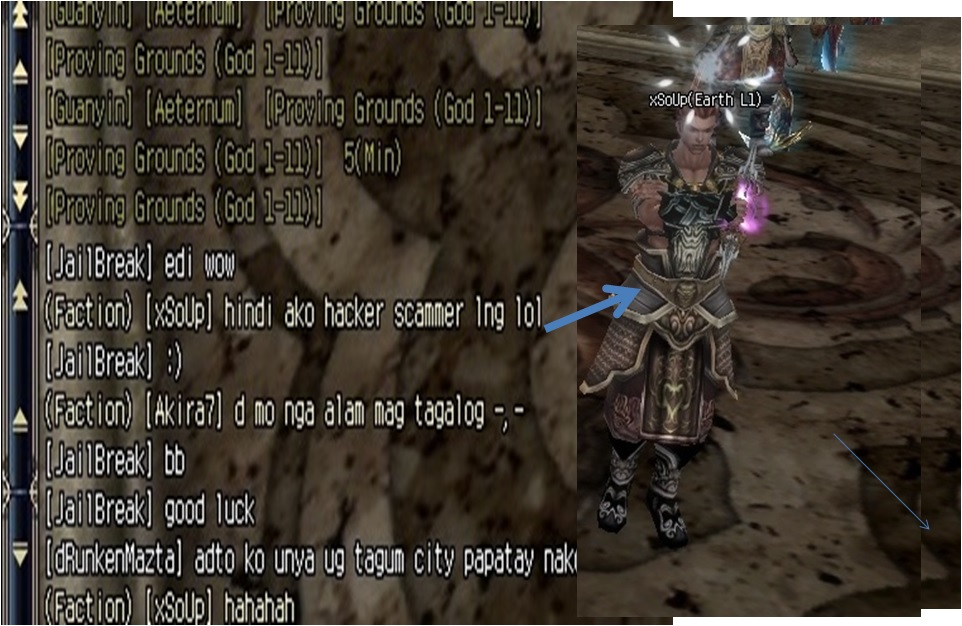 [Guanyin] [Aeternum] [Proving Grounds (God 1-11)]
[Proving Grounds (God 1-11)]
[Guanyin] [Aeternum] [Proving Grounds (God 1-11)]
[Proving Grounds (God 1-11)] 5(Min)
[Proving Grounds (God 1-11)]
[JailBreak] edi wow
(Faction) [xSoUp] hindi ako hacker scammer lng lol
[JailBreak] :)
(Faction) [Akira7] d mo nga alam mag tagalog -,-
[JailBreak] bb
[JailBreak] good luck
[dRunkenMazta] adto ko unya ug tagum city papatay
(Faction) [xSoUp] hahahah
xSoUp(Earth L1)